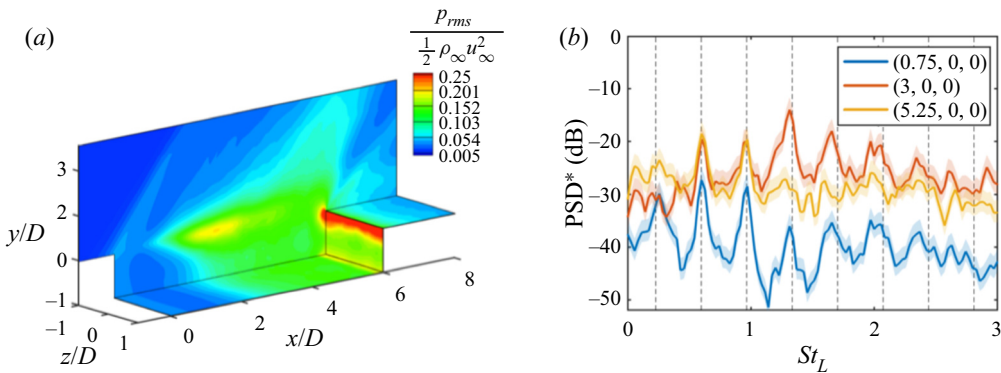 (a)
p_rms
1/2 ρ∞ u²∞
0.25
0.201
0.152
0.103
0.054
0.005
3
2
y/D
0
−1
−1
0
1
z/D
0
2
4
6
8
x/D
(b)
0
−10
−20
−30
−40
−50
PSD* (dB)
(0.75, 0, 0)
(3, 0, 0)
(5.25, 0, 0)
0
1
2
3
St_L